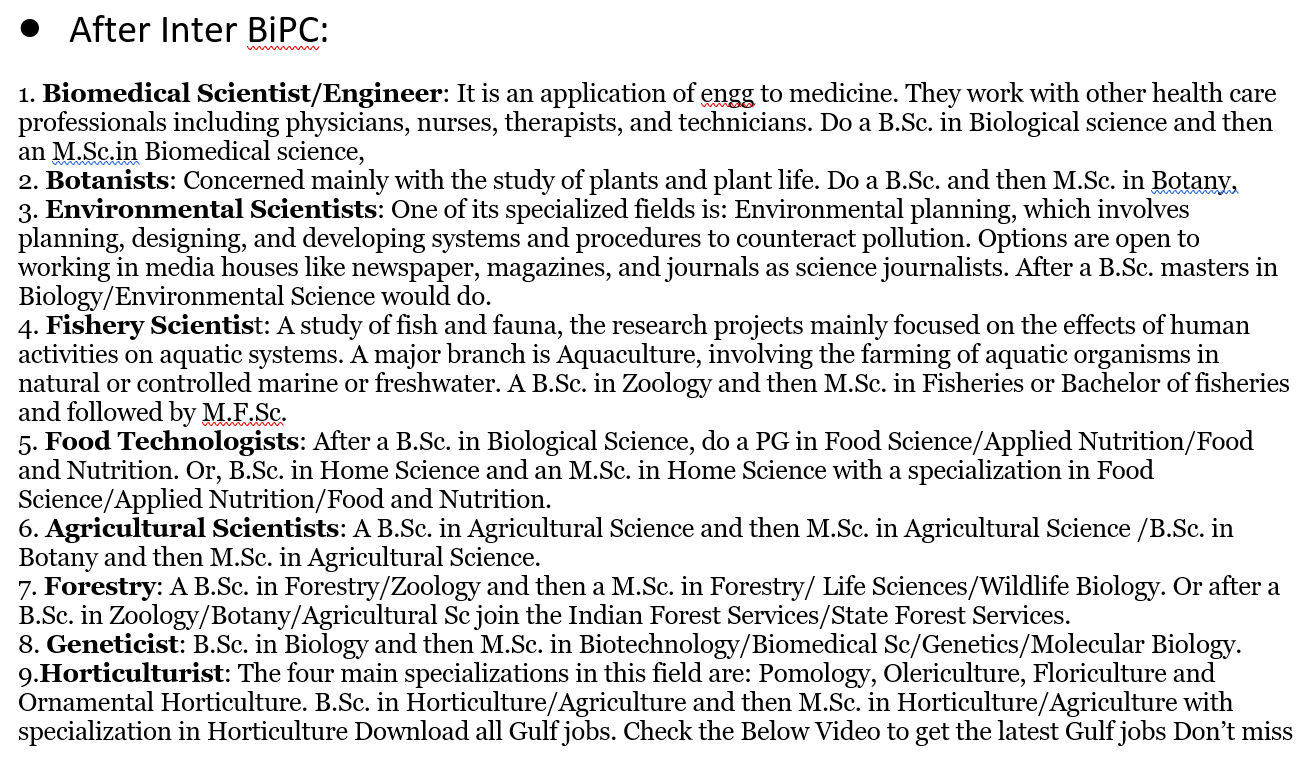 ● After Inter BiPC:
1. Biomedical Scientist/Engineer: It is an application of engg to medicine. They work with other health care
professionals including physicians, nurses, therapists, and technicians. Do a B.Sc. in Biological science and then
an M.Sc.in Biomedical science,
2. Botanists: Concerned mainly with the study of plants and plant life. Do a B.Sc. and then M.Sc. in Botany,
3. Environmental Scientists: One of its specialized fields is: Environmental planning, which involves
planning, designing, and developing systems and procedures to counteract pollution. Options are open to
working in media houses like newspaper, magazines, and journals as science journalists. After a B.Sc. masters in
Biology/Environmental Science would do.
4. Fishery Scientist: A study of fish and fauna, the research projects mainly focused on the effects of human
activities on aquatic systems. A major branch is Aquaculture, involving the farming of aquatic organisms in
natural or controlled marine or freshwater. A B.Sc. in Zoology and then M.Sc. in Fisheries or Bachelor of fisheries
and followed by M.F.Sc.
5. Food Technologists: After a B.Sc. in Biological Science, do a PG in Food Science/Applied Nutrition/Food
and Nutrition. Or, B.Sc. in Home Science and an M.Sc. in Home Science with a specialization in Food
Science/Applied Nutrition/Food and Nutrition.
6. Agricultural Scientists: A B.Sc. in Agricultural Science and then M.Sc. in Agricultural Science /B.Sc. in
Botany and then M.Sc. in Agricultural Science.
7. Forestry: A B.Sc. in Forestry/Zoology and then a M.Sc. in Forestry/ Life Sciences/Wildlife Biology. Or after a
B.Sc. in Zoology/Botany/Agricultural Sc join the Indian Forest Services/State Forest Services.
8. Geneticist: B.Sc. in Biology and then M.Sc. in Biotechnology/Biomedical Sc/Genetics/Molecular Biology.
9.Horticulturist: The four main specializations in this field are: Pomology, Olericulture, Floriculture and
Ornamental Horticulture. B.Sc. in Horticulture/Agriculture and then M.Sc. in Horticulture/Agriculture with
specialization in Horticulture Download all Gulf jobs. Check the Below Video to get the latest Gulf jobs Don’t miss